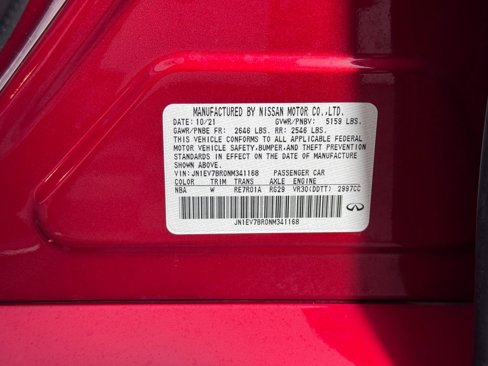 MANUFACTURED BY NISSAN MOTOR CO.,LTD.
DATE: 10/21 GVWR/PNBV: 5159 LBS.
GAWR/PNBE FR: 2646 LBS. RR: 2546 LBS.
THIS VEHICLE CONFORMS TO ALL APPLICABLE FEDERAL
MOTOR VEHICLE SAFETY,BUMPER,AND THEFT PREVENTION
STANDARDS IN EFFECT ON THE DATE OF MANUFACTURE
SHOWN ABOVE.
VIN: JN1EV7BR0NM341168 PASSENGER CAR
COLOR TRIM TRANS AXLE ENGINE
NBA W RE7R01A RG29 VR30(DDTT) 2997CC
JN1EV7BR0NM341168
INFINITI